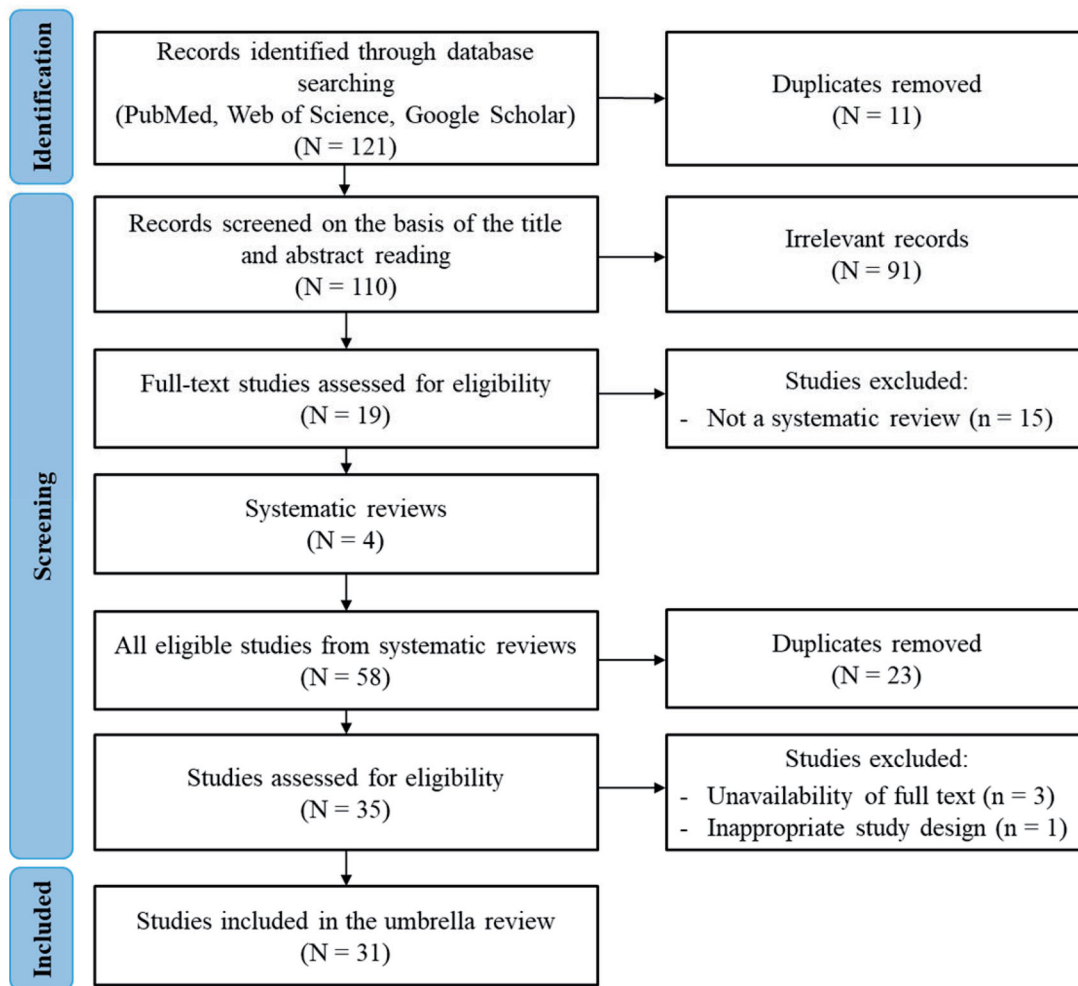 Identification
Records identified through database
searching
(PubMed, Web of Science, Google Scholar)
(N = 121)
Duplicates removed
(N = 11)
Screening
Records screened on the basis of the title
and abstract reading
(N = 110)
Irrelevant records
(N = 91)
Full-text studies assessed for eligibility
(N = 19)
Studies excluded:
- Not a systematic review (n = 15)
Systematic reviews
(N = 4)
All eligible studies from systematic reviews
(N = 58)
Duplicates removed
(N = 23)
Studies assessed for eligibility
(N = 35)
Studies excluded:
- Unavailability of full text (n = 3)
- Inappropriate study design (n = 1)
Included
Studies included in the umbrella review
(N = 31)